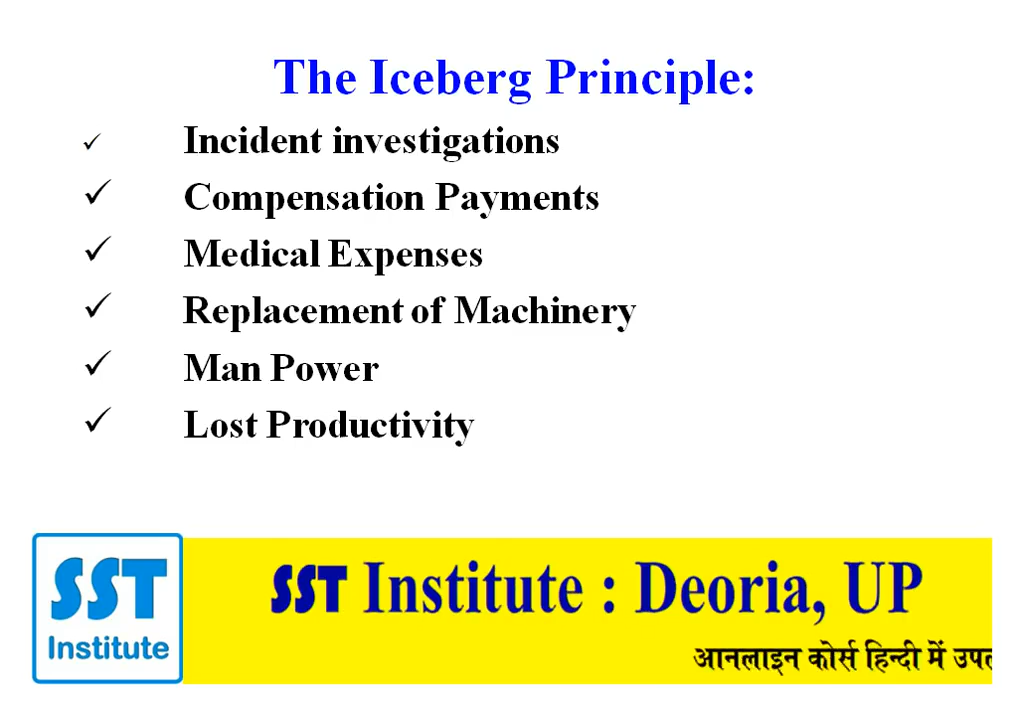 The Iceberg Principle:
✓ Incident investigations
✓ Compensation Payments
✓ Medical Expenses
✓ Replacement of Machinery
✓ Man Power
✓ Lost Productivity
SST
Institute
SST Institute : Deoria, UP
आनलाइन कोर्स हिन्दी में